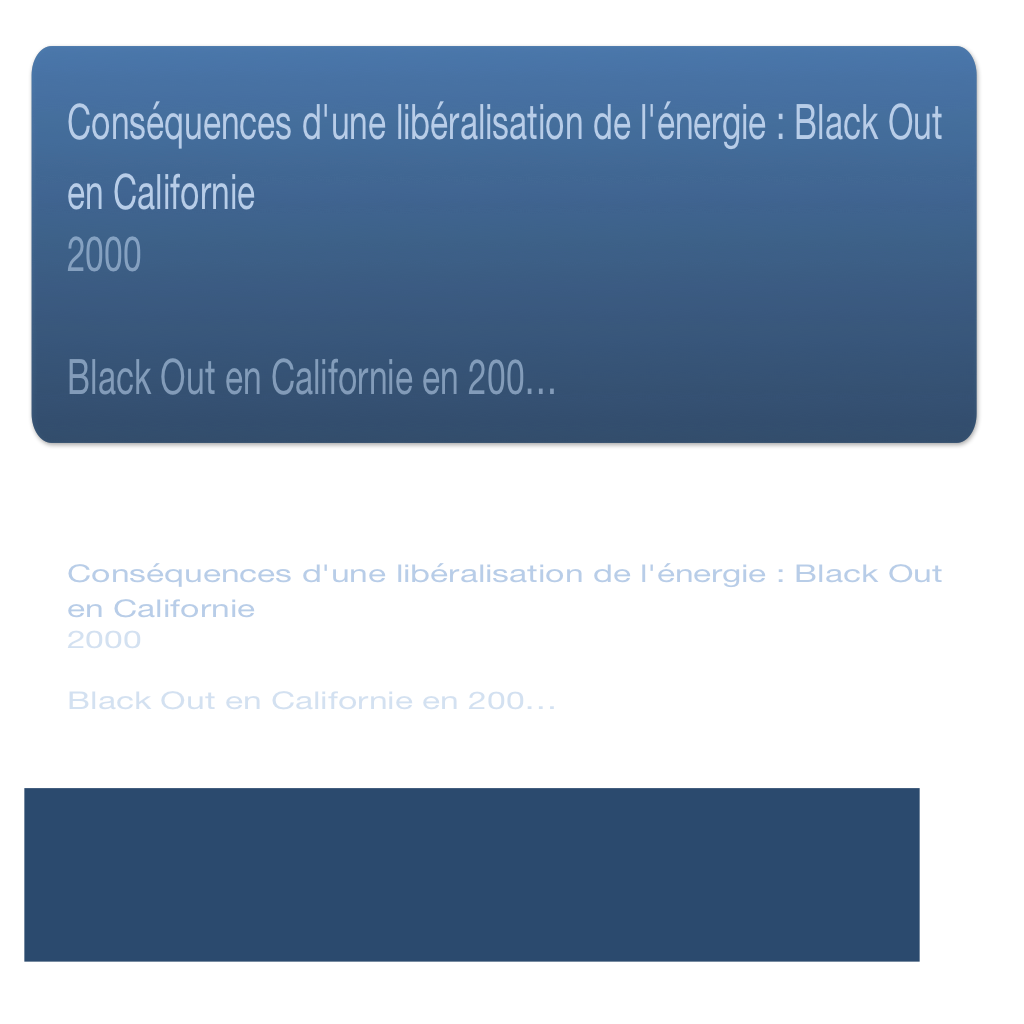 Conséquences d'une libéralisation de l'énergie : Black Out
en Californie
2000
Black Out en Californie en 200...
Conséquences d'une libéralisation de l'énergie : Black Out
en Californie
2000
Black Out en Californie en 200...